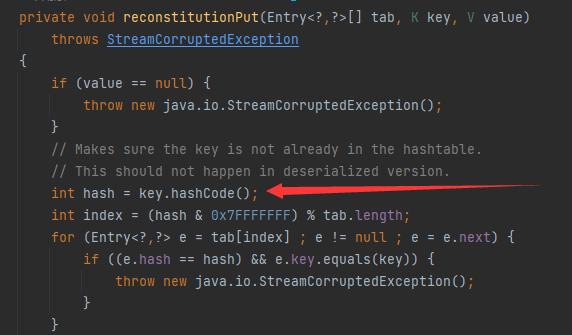 private void reconstitutionPut(Entry<?,?>[] tab, K key, V value)
throws StreamCorruptedException
{
if (value == null) {
throw new java.io.StreamCorruptedException();
}
// Makes sure the key is not already in the hashtable.
// This should not happen in deserialized version.
int hash = key.hashCode();
int index = (hash & 0x7FFFFFFF) % tab.length;
for (Entry<?,?> e = tab[index] ; e != null ; e = e.next) {
if ((e.hash == hash) && e.key.equals(key)) {
throw new java.io.StreamCorruptedException();
}
}